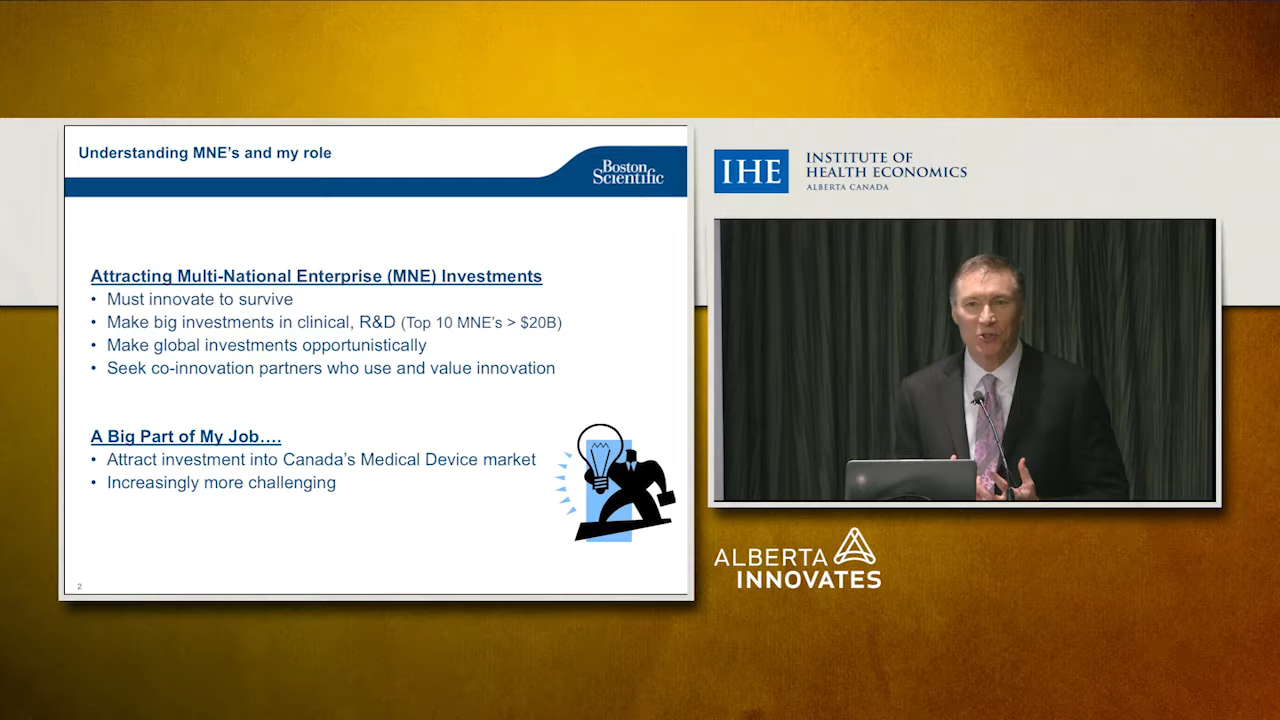 Understanding MNE's and my role
Boston
Scientific
Attracting Multi-National Enterprise (MNE) Investments
• Must innovate to survive
• Make big investments in clinical, R&D (Top 10 MNE's > $20B)
• Make global investments opportunistically
• Seek co-innovation partners who use and value innovation
A Big Part of My Job….
• Attract investment into Canada's Medical Device market
• Increasingly more challenging
2
IHE
INSTITUTE OF
HEALTH ECONOMICS
ALBERTA CANADA
ALBERTA
INNOVATES